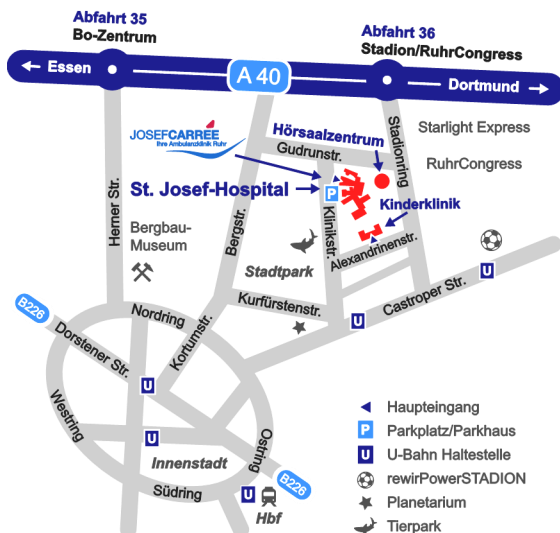 Abfahrt 35
Bo-Zentrum
Abfahrt 36
Stadion/RuhrCongress
Essen
A 40
Dortmund
JOSEFCARRÉE
Ihre Ambulanzklinik Ruhr
Hörsaalzentrum
Gudrunstr.
Stadionring
Starlight Express
RuhrCongress
St. Josef-Hospital
P
Kinderklinik
Herner Str.
Bergbau-
Museum
Bergstr.
Klinikstr.
Stadtpark
Alexandrinenstr.
U
B226
Nordring
Kurfürstenstr.
Castroper Str.
U
Dorstener Str.
Kortumstr.
U
Westring
U
Innenstadt
Ostring
B226
Südring
U
Hbf
Haupteingang
P
Parkplatz/Parkhaus
U
U-Bahn Haltestelle
rewirPowerSTADION
Planetarium
Tierpark